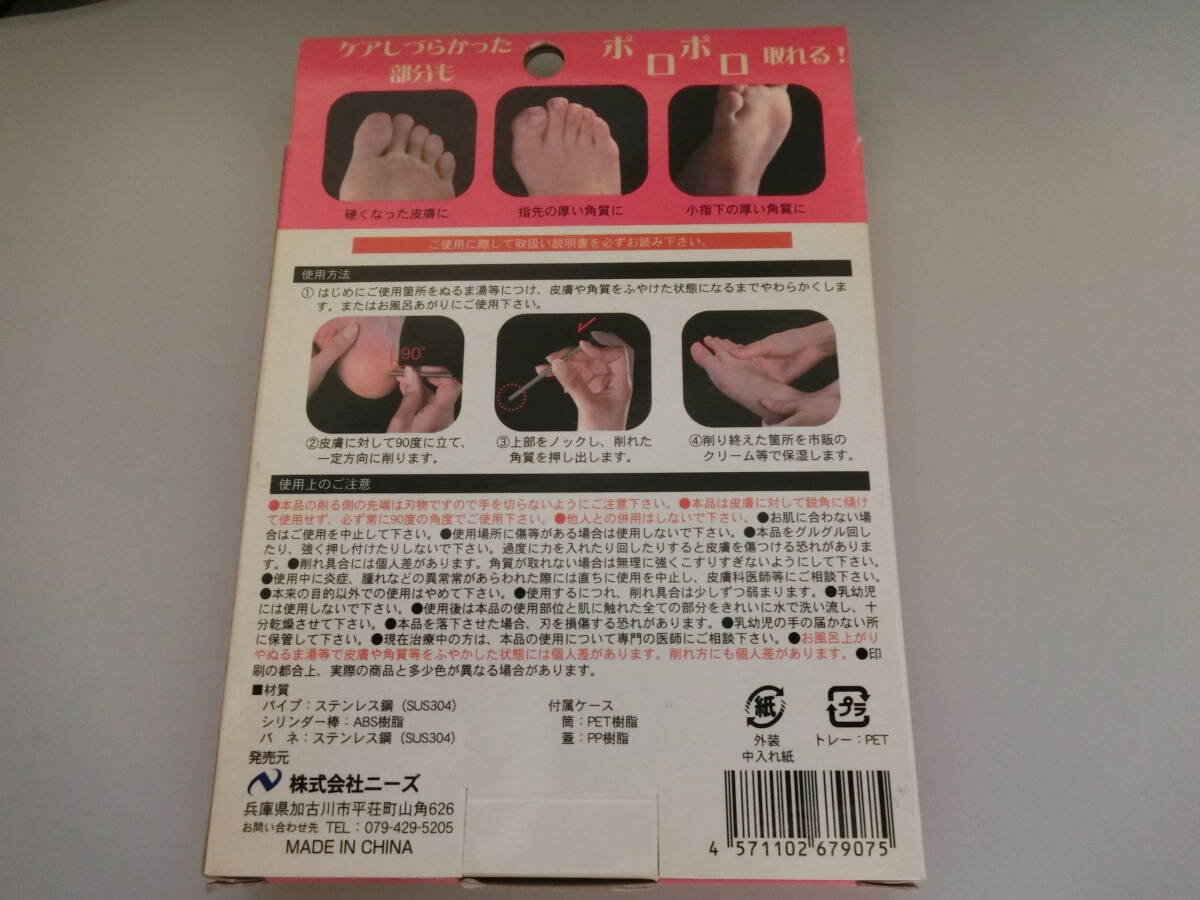 ケアしづらかった
部分も
ポロポロ 取れる!
硬くなった皮膚に
指先の厚い角質に
小指下の厚い角質に
ご使用に際して取扱い説明書を必ずお読み下さい。
使用方法
①はじめにご使用箇所をぬるま湯等につけ、皮膚や角質をふやけた状態になるまでやわらかくしま
す。またはお風呂あがりにご使用下さい。
90°
②皮膚に対して90度に立て、
一定方向に削ります。
③上部をノックし、削れた
角質を押し出します。
④削り終えた箇所を市販の
クリーム等で保湿します。
使用上のご注意
●本品の削る側の先端は刃物ですので手を切らないようにご注意下さい。●本品は皮膚に対して鋭角に傾け
て使用せず、必ず常に90度の角度でご使用下さい。●他人との併用はしないで下さい。●お肌に合わない場
合はご使用を中止して下さい。●使用場所に傷等がある場合は使用しないで下さい。●本品をグルグル回し
たり、強く押し付けたりしないで下さい。過度に力を入れたり回したりすると皮膚を傷つける恐れがありま
す。●削れ具合には個人差があります。角質が取れない場合は無理に強くこすりすぎないようにして下さい。
●使用中に炎症、腫れなどの異常常があらわれた際には直ちに使用を中止し、皮膚科医師等にご相談下さい。
●本来の目的以外での使用はやめて下さい。●使用するにつれ、削れ具合は少しずつ弱まります。●乳幼児
には使用しないで下さい。●使用後は本品の使用部位と肌に触れた全ての部分をきれいに水で洗い流し、十
分乾燥させて下さい。●本品を落下させた場合、刃を損傷する恐れがあります。●乳幼児の手の届かない所
に保管して下さい。●現在治療中の方は、本品の使用について専門の医師にご相談下さい。●お風呂上がり
やぬるま湯等で皮膚や角質等をふやかした状態には個人差があります。削れ方にも個人差があります。●印
刷の都合上、実際の商品と多少色が異なる場合があります。
■材質
パイプ:ステンレス鋼(SUS304)
シリンダー棒:ABS樹脂
バ ネ:ステンレス鋼(SUS304)
付属ケース
筒:PET樹脂
蓋:PP樹脂
紙
外装
中入れ紙
プラ
トレー:PET
発売元
株式会社ニーズ
兵庫県加古川市平荘町山角626
お問い合わせ先 TEL:079-429-5205
MADE IN CHINA
4 571102 679075